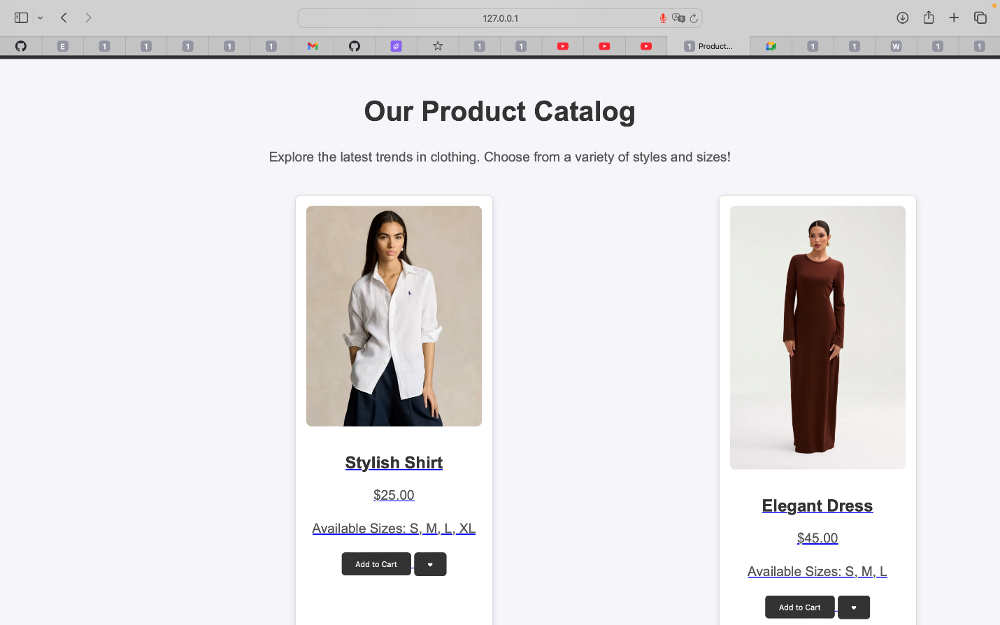 127.0.0.1
E
1
1
1
1
1
1
1
1 Product...
1
1
W
1
1
Our Product Catalog
Explore the latest trends in clothing. Choose from a variety of styles and sizes!
Stylish Shirt
$25.00
Available Sizes: S, M, L, XL
Add to Cart
Elegant Dress
$45.00
Available Sizes: S, M, L
Add to Cart